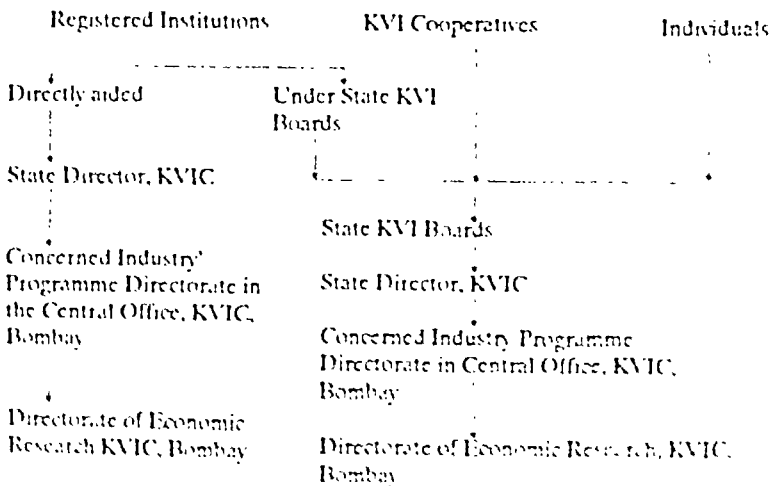 Registered Institutions
KVI Cooperatives
Individuals
Directly aided
Under State KVI
Boards
State Director, KVIC
State KVI Boards
Concerned Industry'
Programme Directorate in
the Central Office, KVIC,
Bombay
State Director, KVIC
Concerned Industry Programme
Directorate in Central Office, KVIC,
Bombay
Directorate of Economic
Research KVIC, Bombay
Directorate of Economic Research, KVIC,
Bombay